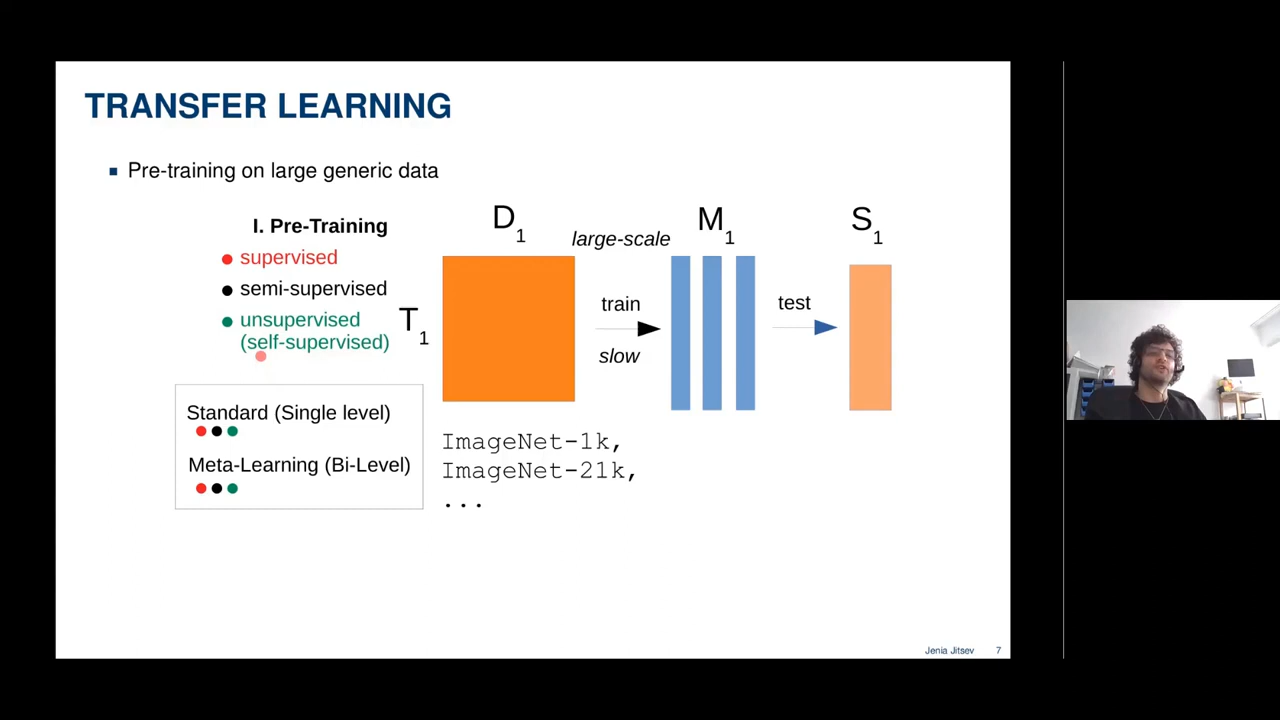 TRANSFER LEARNING
Pre-training on large generic data
I. Pre-Training
supervised
semi-supervised
unsupervised
(self-supervised)
T1
D1
large-scale
train
slow
M1
test
S1
Standard (Single level)
Meta-Learning (Bi-Level)
ImageNet-1k,
ImageNet-21k,
...
Jenia Jitsev 7